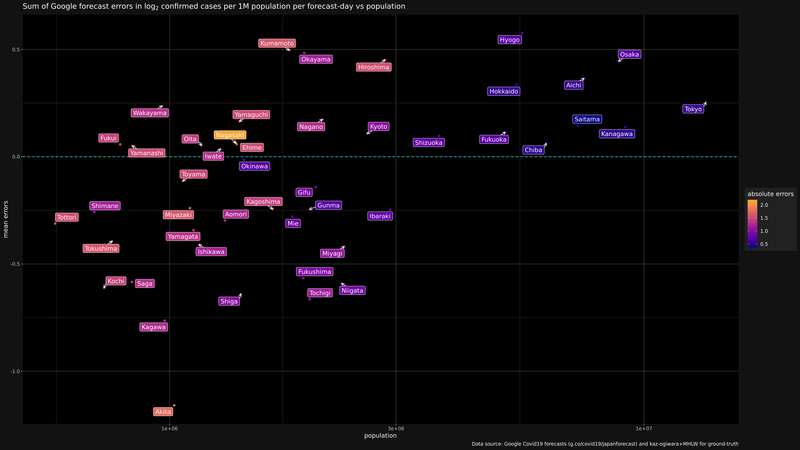 Sum of Google forecast errors in log₂ confirmed cases per 1M population per forecast-day vs population
Kumamoto
Hyogo
Okayama
Osaka
Hiroshima
Aichi
Hokkaido
Wakayama
Tokyo
Yamaguchi
Saitama
Nagano
Kyoto
Kanagawa
Nagasaki
Fukui
Oita
Fukuoka
Shizuoka
Ehime
Chiba
Yamanashi
Iwate
Okinawa
Toyama
Gifu
Kagoshima
Shimane
Gunma
Tottori
Miyazaki
Aomori
Ibaraki
Mie
Yamagata
Tokushima
Ishikawa
Miyagi
Fukushima
Kochi
Saga
Tochigi
Niigata
Shiga
Kagawa
Akita
0.5
0.0
-0.5
-1.0
mean errors
1e+06
3e+06
1e+07
population
absolute errors
2.0
1.5
1.0
0.5
Data source: Google Covid19 forecasts (g.co/covid19/japanforecast) and kaz-ogiwara+MHLW for ground-truth